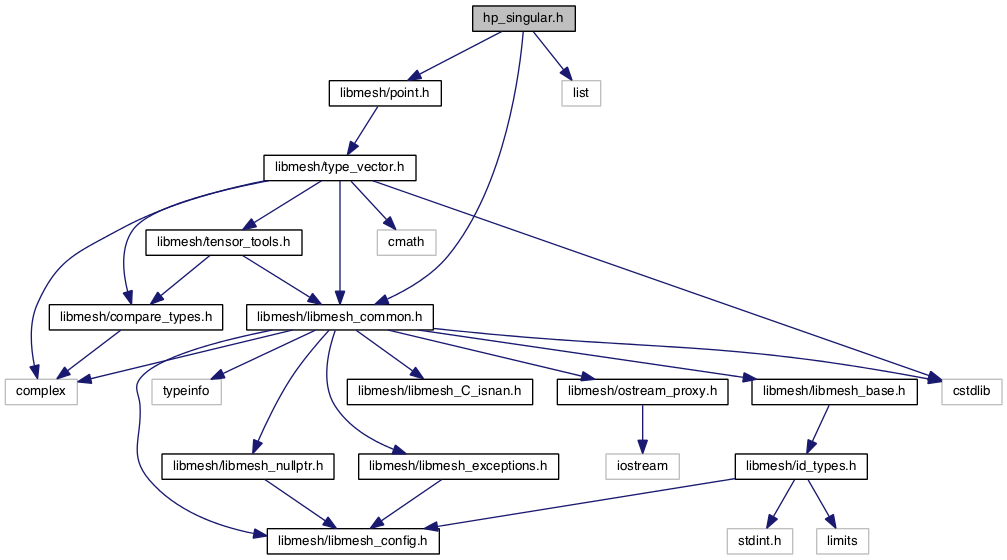 hp_singular.h
libmesh/point.h
list
libmesh/type_vector.h
libmesh/tensor_tools.h
cmath
libmesh/compare_types.h
libmesh/libmesh_common.h
complex
typeinfo
libmesh/libmesh_C_isnan.h
libmesh/ostream_proxy.h
libmesh/libmesh_base.h
cstdlib
libmesh/libmesh_nullptr.h
libmesh/libmesh_exceptions.h
iostream
libmesh/id_types.h
libmesh/libmesh_config.h
stdint.h
limits